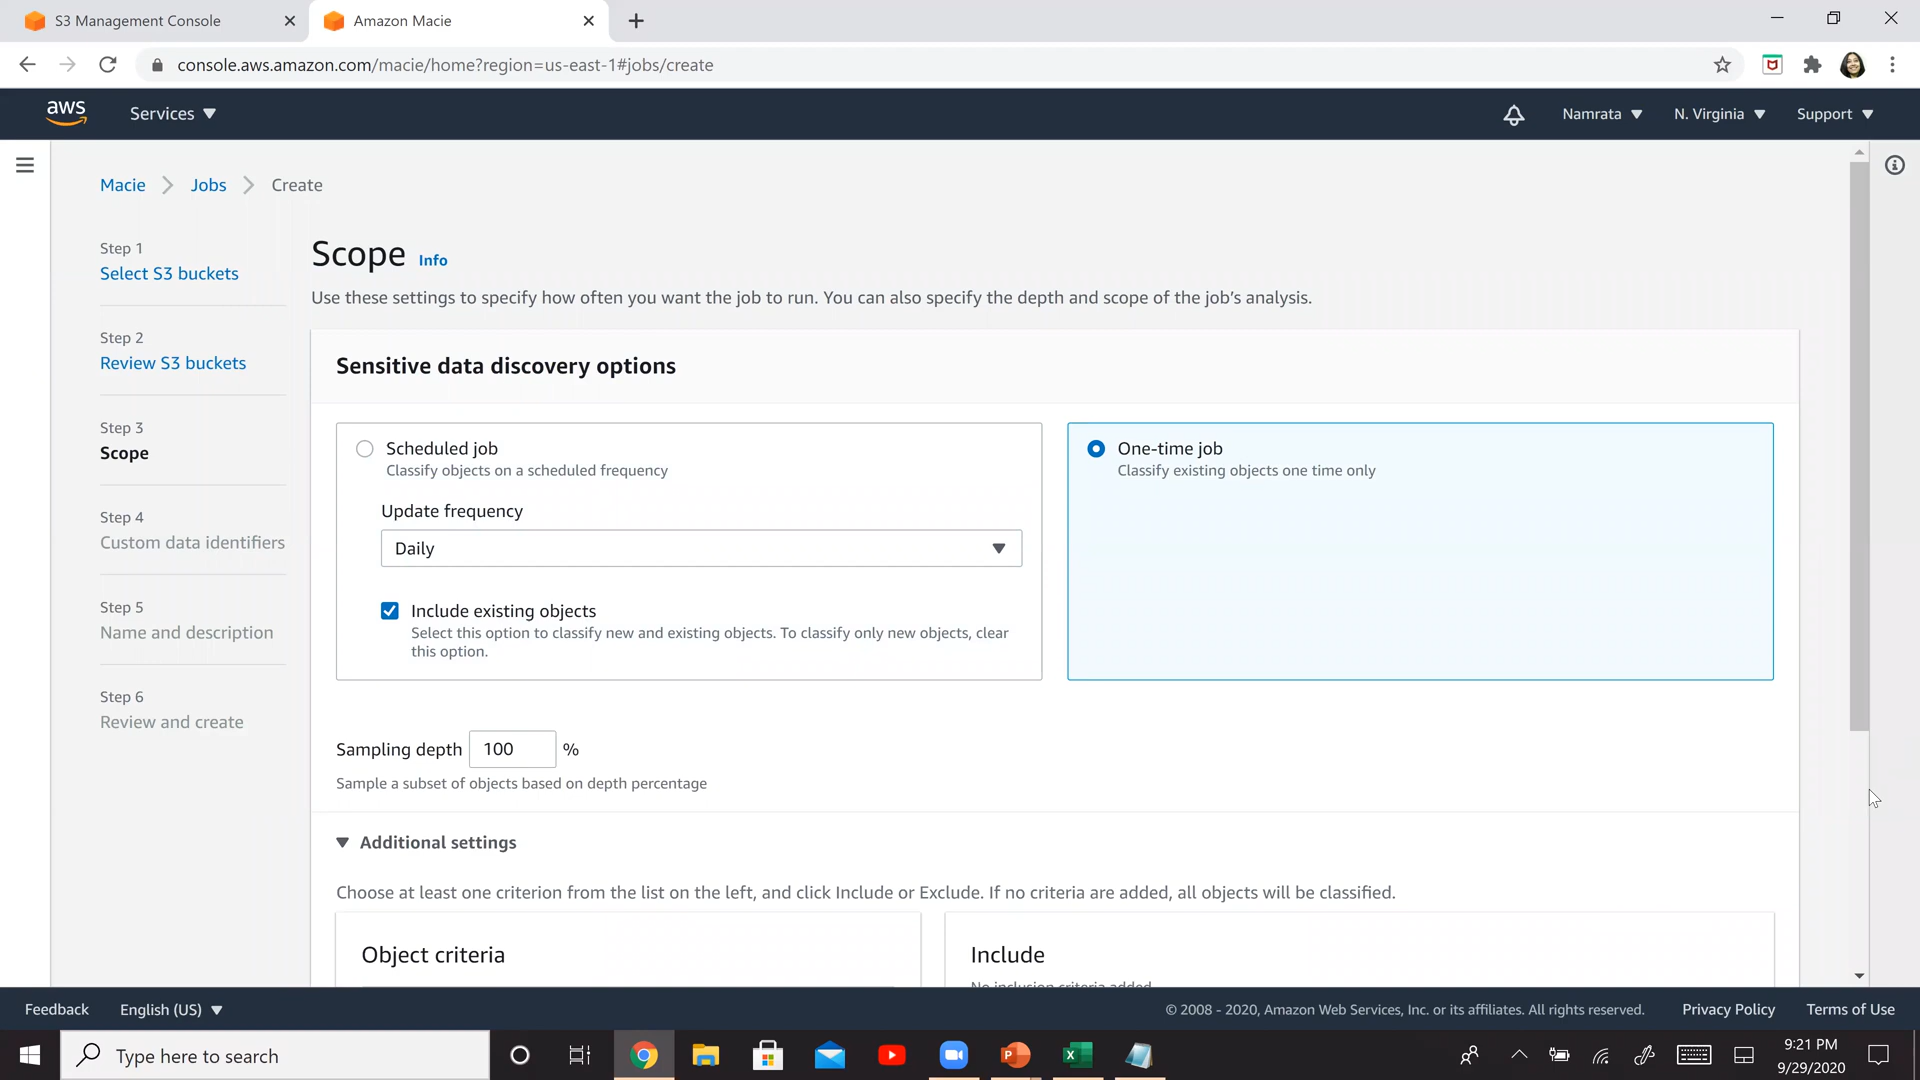 S3 Management Console
Amazon Macie
console.aws.amazon.com/macie/home?region=us-east-1#jobs/create
aws
Services
Namrata
N. Virginia
Support
Macie
Jobs
Create
Step 1
Select S3 buckets
Step 2
Review S3 buckets
Step 3
Scope
Step 4
Custom data identifiers
Step 5
Name and description
Step 6
Review and create
Scope Info
Use these settings to specify how often you want the job to run. You can also specify the depth and scope of the job's analysis.
Sensitive data discovery options
Scheduled job
Classify objects on a scheduled frequency
Update frequency
Daily
Include existing objects
Select this option to classify new and existing objects. To classify only new objects, clear
this option.
One-time job
Classify existing objects one time only
Sampling depth 100 %
Sample a subset of objects based on depth percentage
Additional settings
Choose at least one criterion from the list on the left, and click Include or Exclude. If no criteria are added, all objects will be classified.
Object criteria
Include
No inclusion criteria added
Feedback
English (US)
© 2008 - 2020, Amazon Web Services, Inc. or its affiliates. All rights reserved.
Privacy Policy
Terms of Use
Type here to search
9:21 PM
9/29/2020